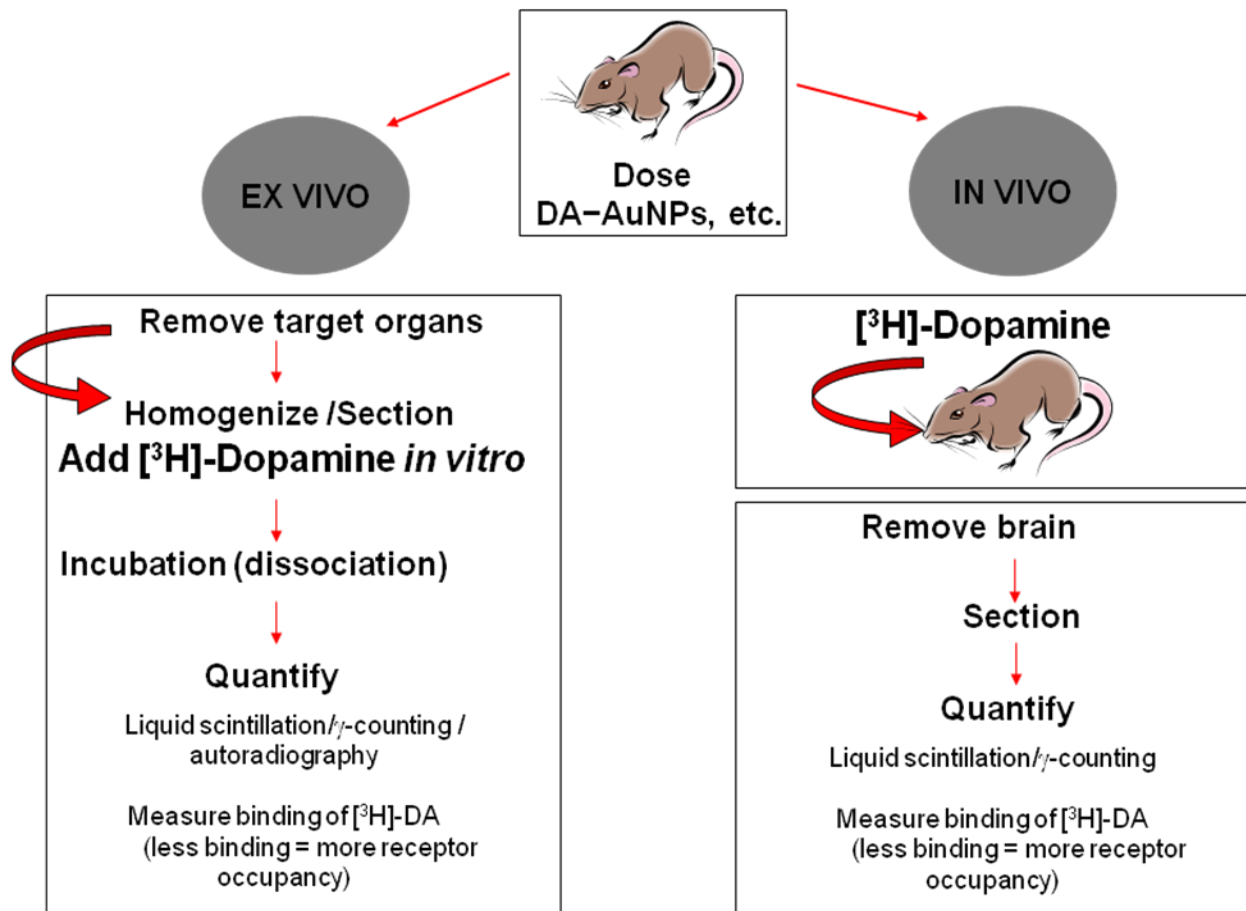 Dose
DA−AuNPs, etc.
EX VIVO
IN VIVO
Remove target organs
Homogenize /Section
Add [³H]-Dopamine in vitro
Incubation (dissociation)
Quantify
Liquid scintillation/γ-counting /
autoradiography
Measure binding of [³H]-DA
(less binding = more receptor
occupancy)
[³H]-Dopamine
Remove brain
Section
Quantify
Liquid scintillation/γ-counting
Measure binding of [³H]-DA
(less binding = more receptor
occupancy)